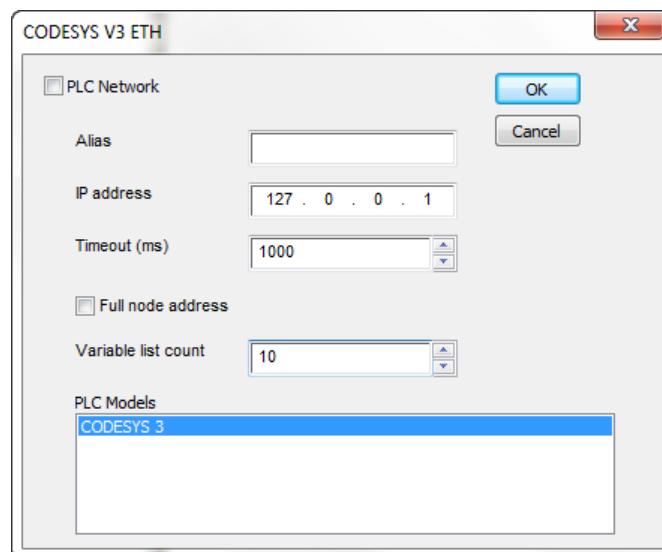 CODESYS V3 ETH
PLC Network
OK
Alias
Cancel
IP address
127 . 0 . 0 . 1
Timeout (ms)
1000
Full node address
Variable list count
10
PLC Models
CODESYS 3